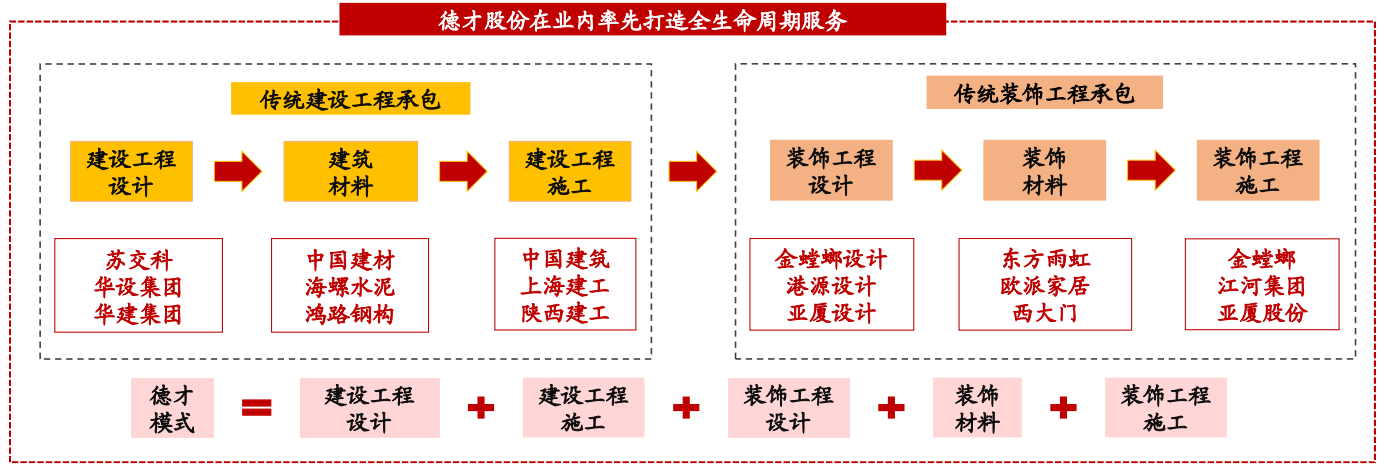 德才股份在业内率先打造全生命周期服务
传统建设工程承包
建设工程
设计
建筑
材料
建设工程
施工
苏交科
华设集团
华建集团
中国建材
海螺水泥
鸿路钢构
中国建筑
上海建工
陕西建工
传统装饰工程承包
装饰工程
设计
装饰
材料
装饰工程
施工
金螳螂设计
港源设计
亚厦设计
东方雨虹
欧派家居
西大门
金螳螂
江河集团
亚厦股份
德才
模式
=
建设工程
设计
+
建设工程
施工
+
装饰工程
设计
+
装饰
材料
+
装饰工程
施工